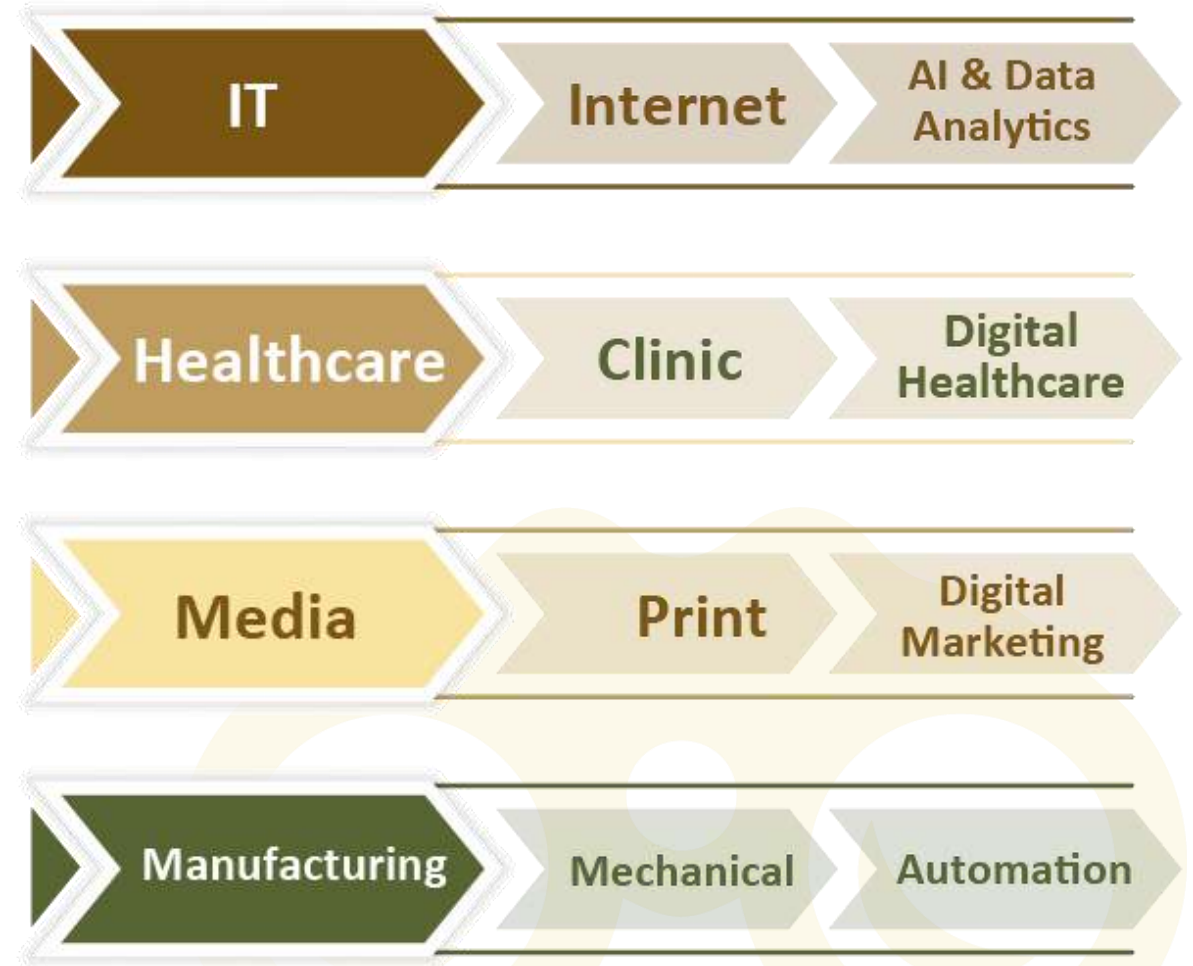 IT
Internet
AI & Data
Analytics
Healthcare
Clinic
Digital
Healthcare
Media
Print
Digital
Marketing
Manufacturing
Mechanical
Automation